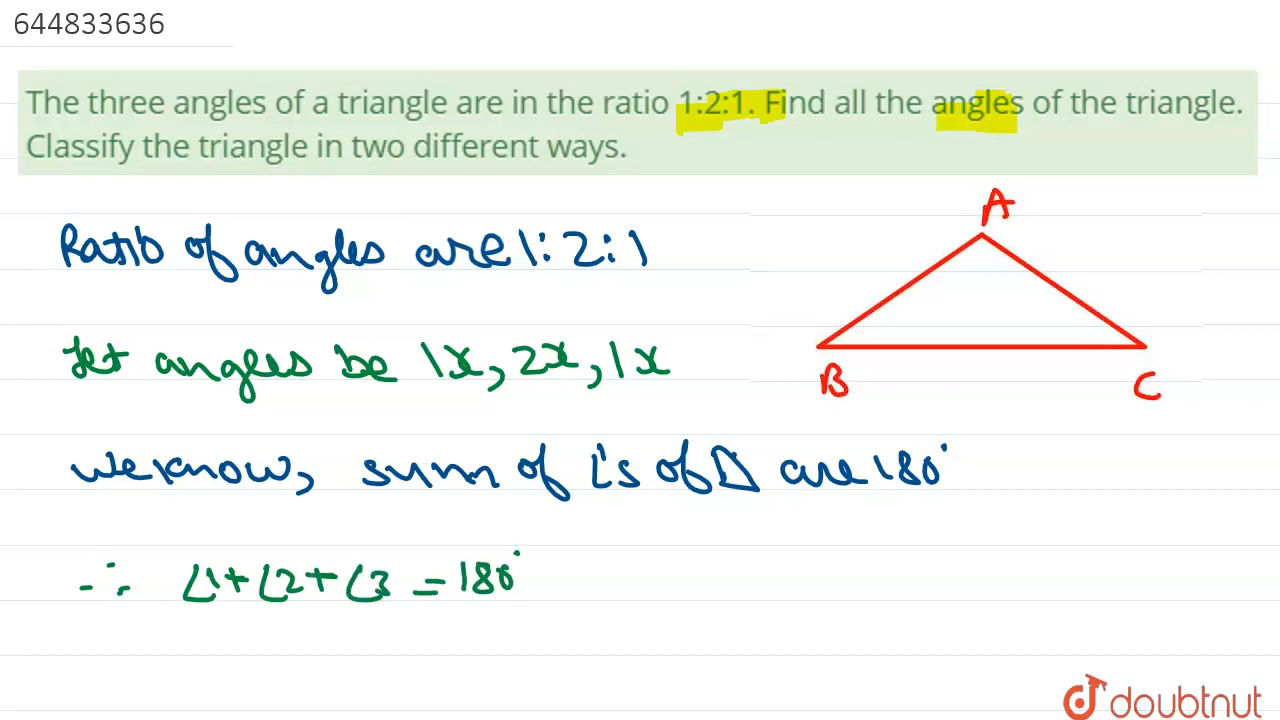 644833636
The three angles of a triangle are in the ratio 1:2:1. Find all the angles of the triangle.
Classify the triangle in two different ways.
A
Ratio of angles are 1:2:1
Let angles be 1x, 2x, 1x
B
C
We know, sum of ∠'s of Δ are 180°
∴ ∠1+∠2+∠3 = 180°
doubtnut